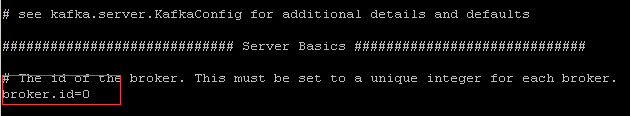 # see kafka.server.KafkaConfig for additional details and defaults
############################# Server Basics #############################
# The id of the broker. This must be set to a unique integer for each broker.
broker.id=0